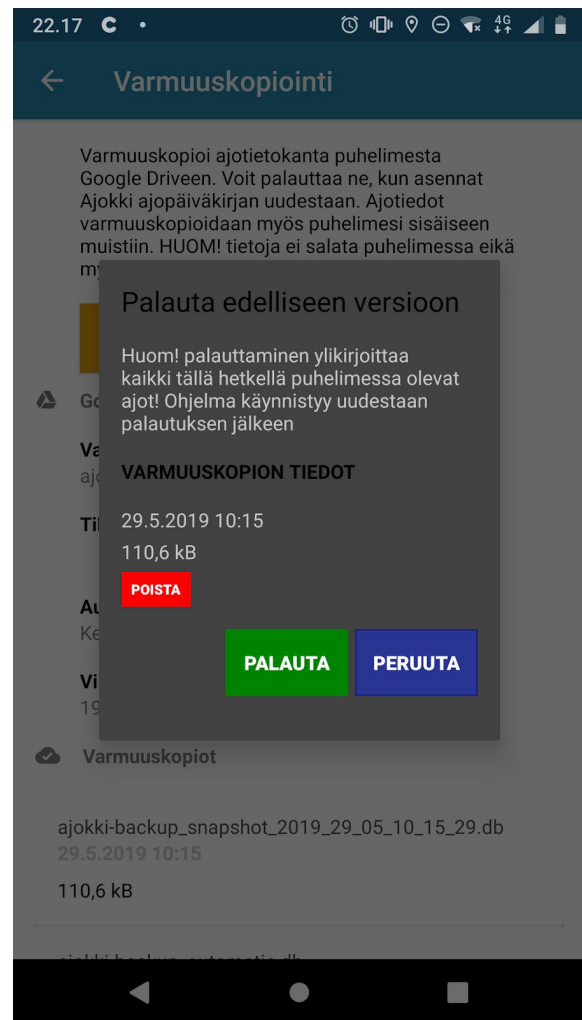 22.17 C
4G
Varmuuskopiointi
Varmuuskopioi ajotietokanta puhelimesta
Google Driveen. Voit palauttaa ne, kun asennat
Ajokki ajopäiväkirjan uudestaan. Ajotiedot
varmuuskopioidaan myös puhelimesi sisäiseen
muistiin. HUOM! tietoja ei salata puhelimessa eikä
Palauta edelliseen versioon
Huom! palauttaminen ylikirjoittaa
kaikki tällä hetkellä puhelimessa olevat
ajot! Ohjelma käynnistyy uudestaan
palautuksen jälkeen
VARMUUSKOPION TIEDOT
29.5.2019 10:15
110,6 kB
POISTA
PALAUTA PERUUTA
Varmuuskopiot
ajokki-backup_snapshot_2019_29_05_10_15_29.db
29.5.2019 10:15
110,6 kB